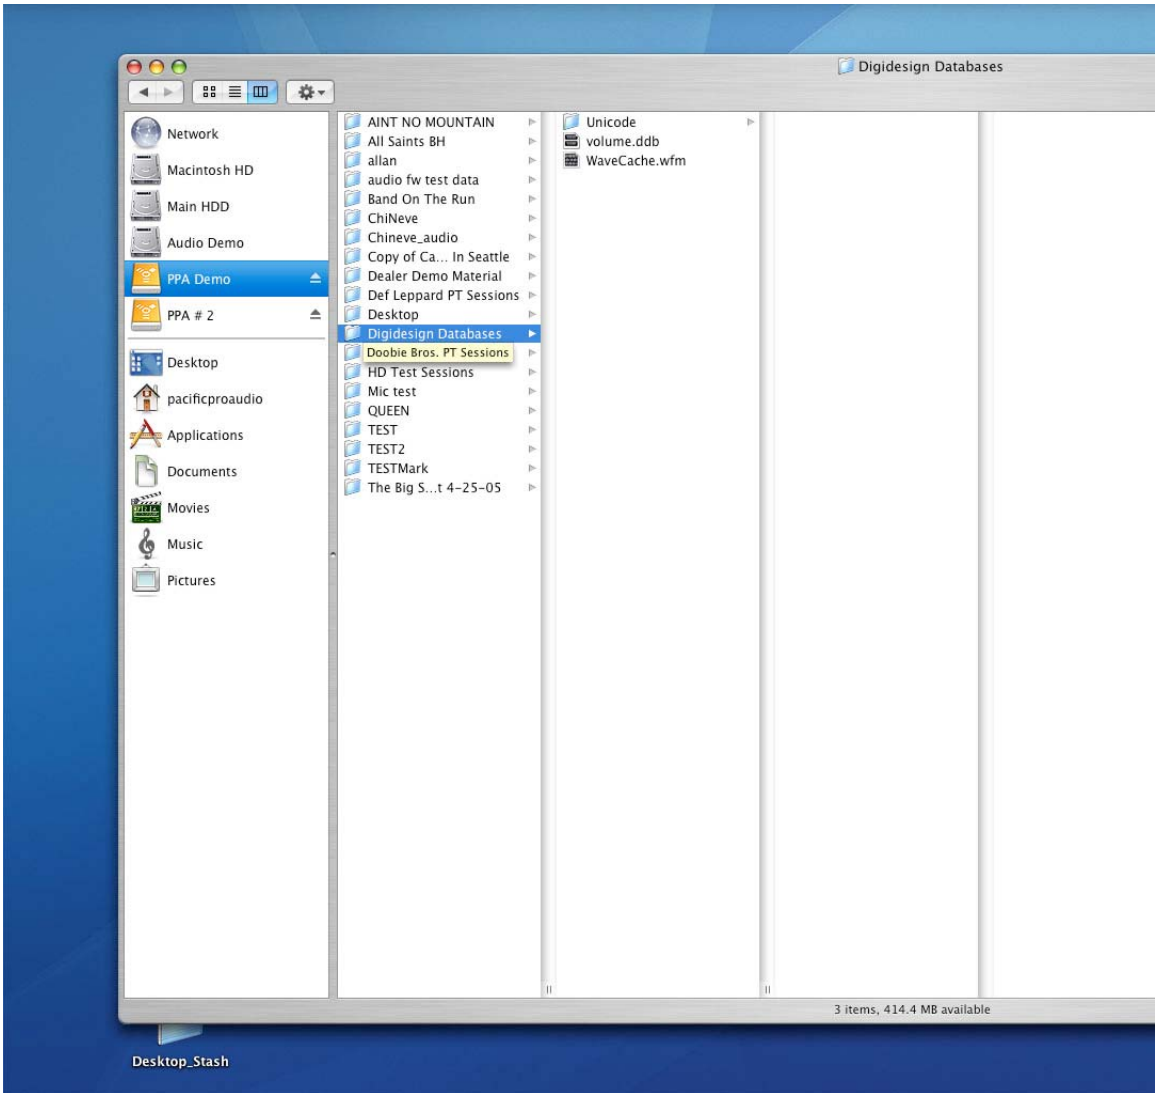 Digidesign Databases
Network
Macintosh HD
Main HDD
Audio Demo
PPA Demo
PPA # 2
Desktop
pacificproaudio
Applications
Documents
Movies
Music
Pictures
AINT NO MOUNTAIN
All Saints BH
allan
audio fw test data
Band On The Run
ChiNeve
Chineve_audio
Copy of Ca... In Seattle
Dealer Demo Material
Def Leppard PT Sessions
Desktop
Digidesign Databases
Doobie Bros. PT Sessions
HD Test Sessions
Mic test
QUEEN
TEST
TEST2
TESTMark
The Big S...t 4-25-05
Unicode
volume.ddb
WaveCache.wfm
3 items, 414.4 MB available
Desktop_Stash